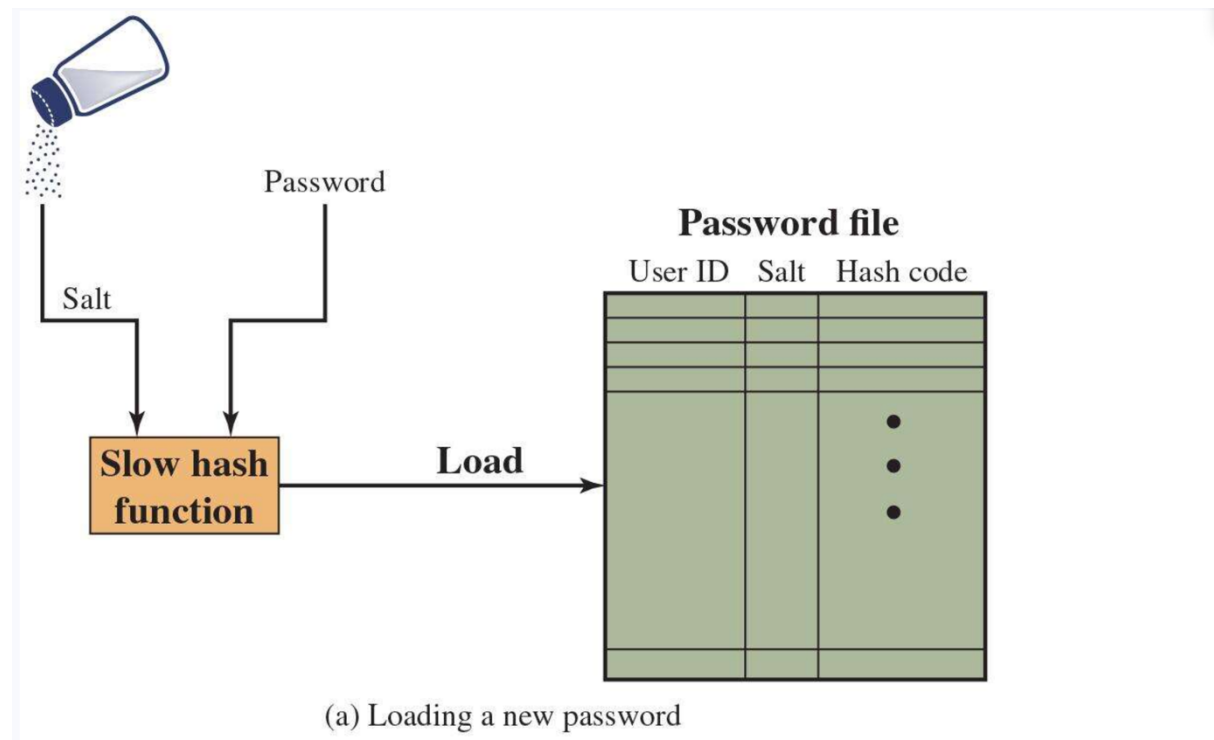 Password
Salt
Slow hash
function
Load
Password file
User ID Salt Hash code
(a) Loading a new password